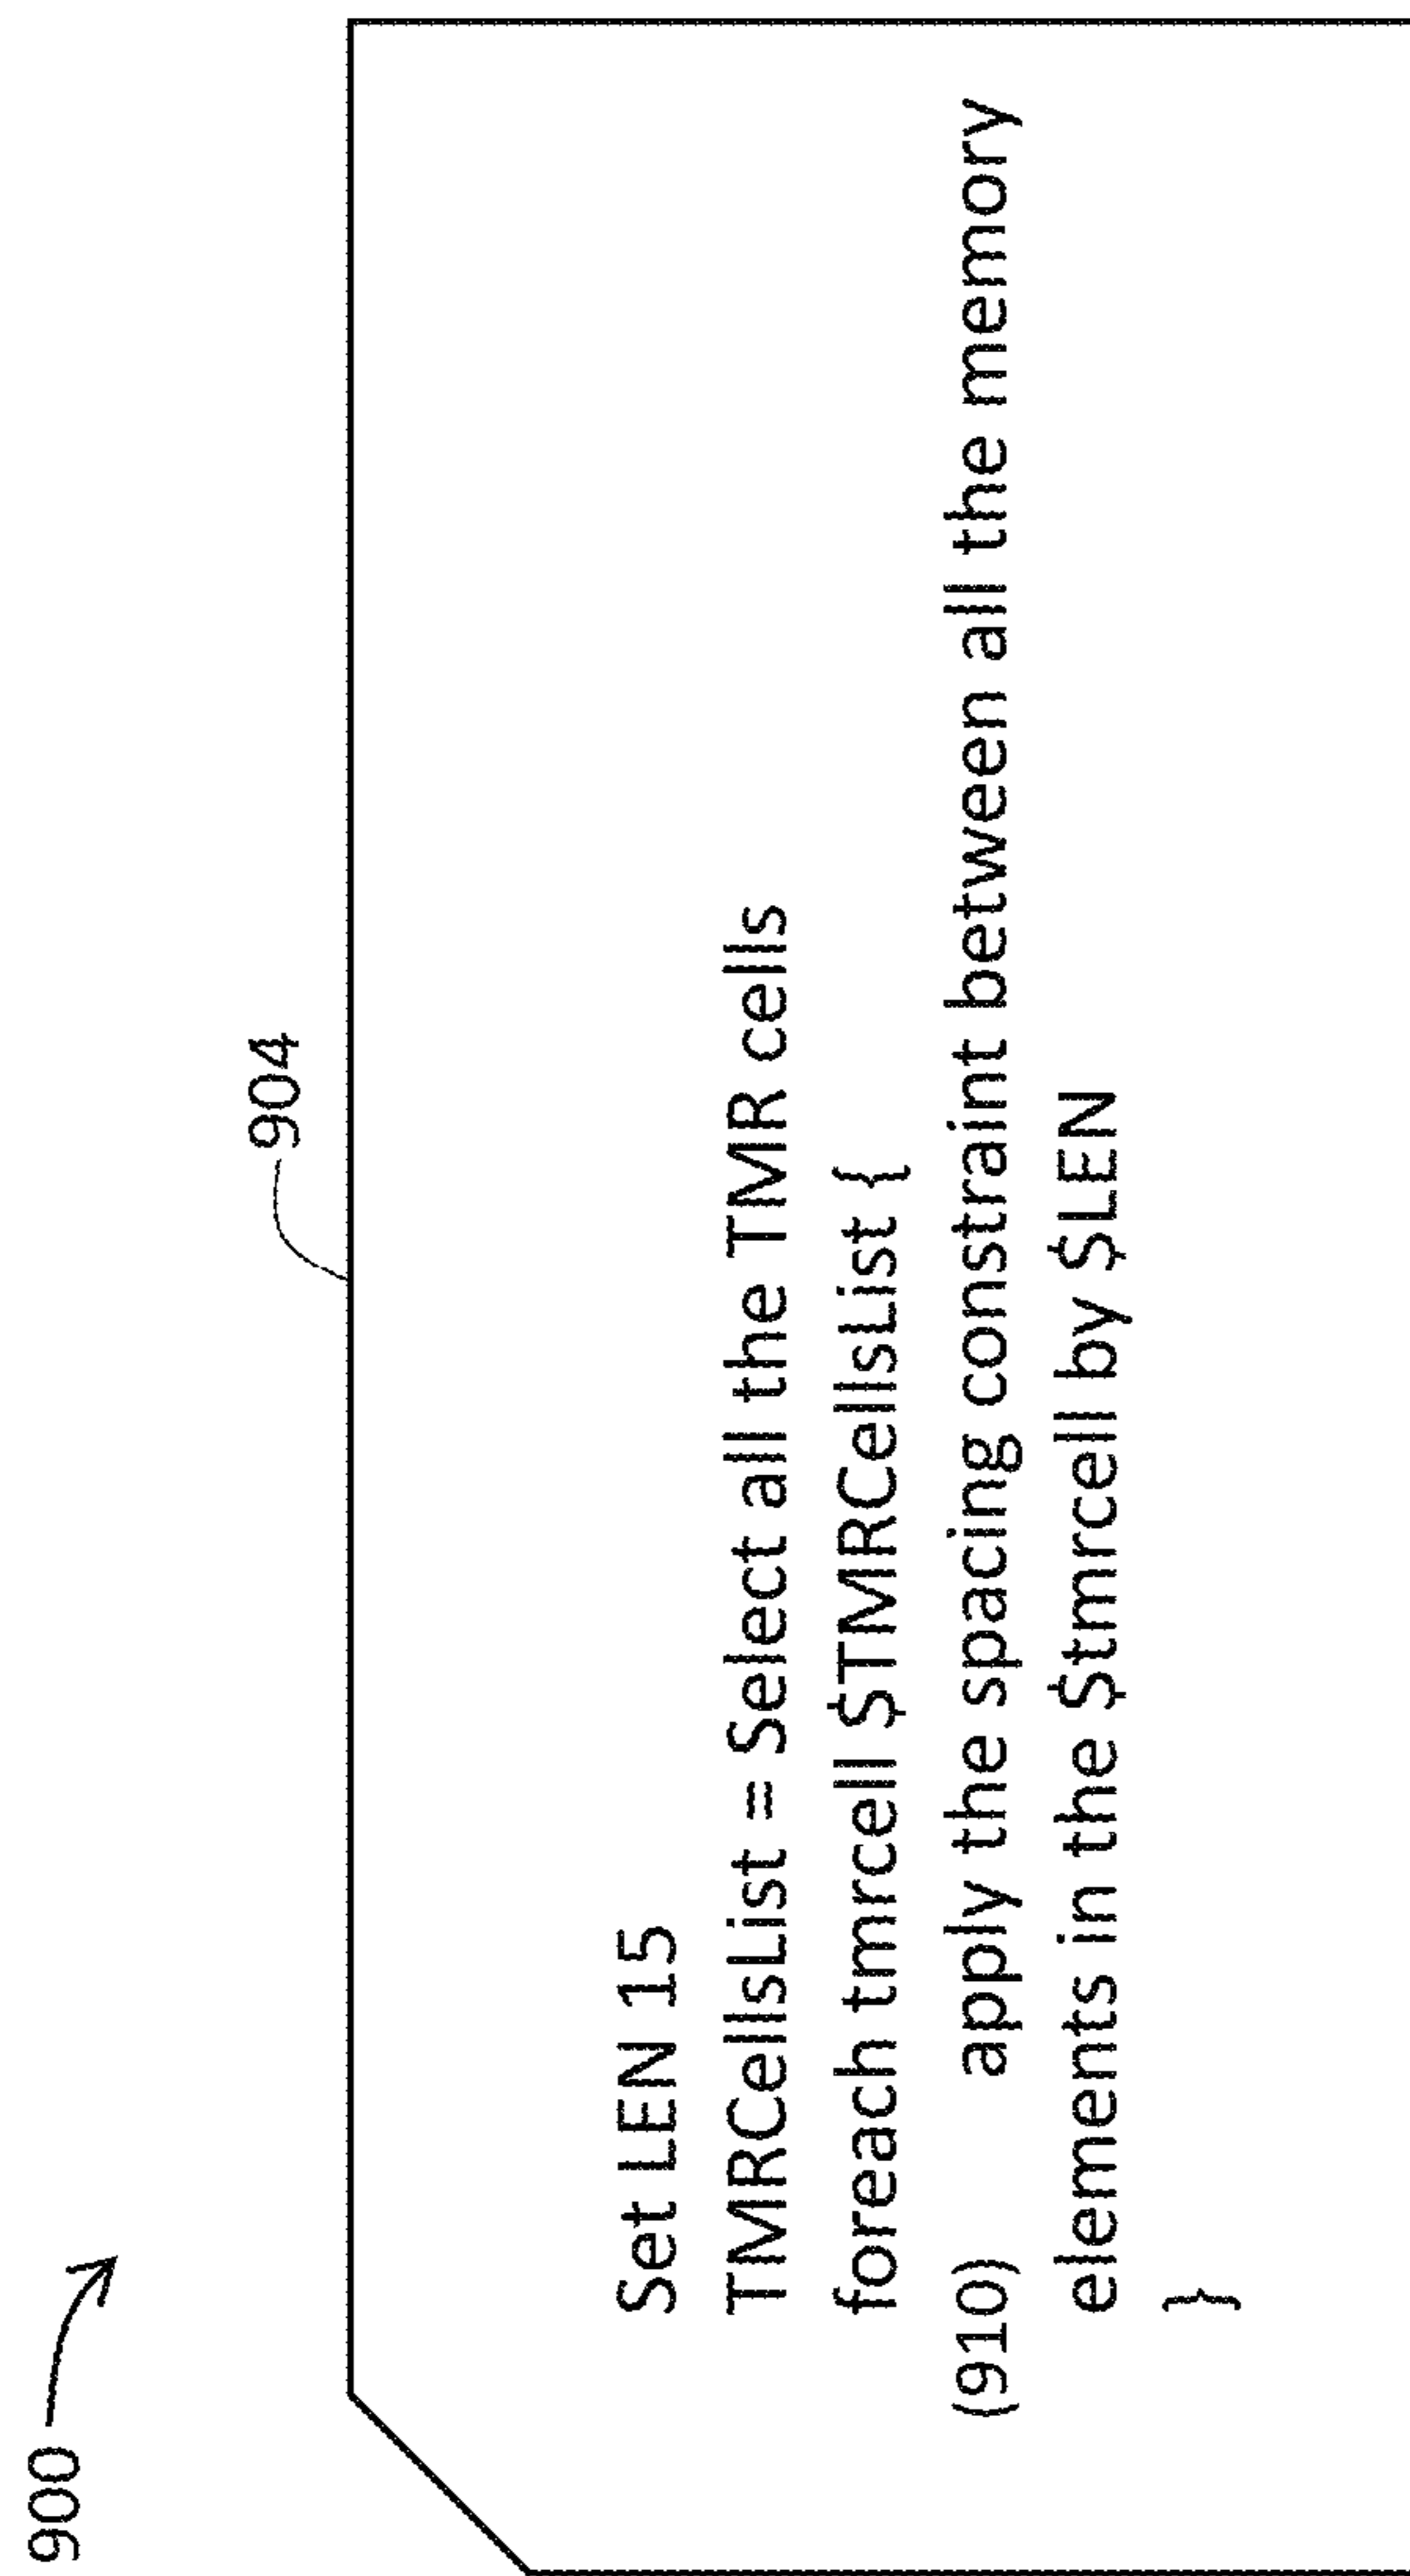 900
904
Set LEN 15
TMRCellsList = Select all the TMR cells
foreach tmrcell $TMRCellsList {
(910) apply the spacing constraint between all the memory
elements in the $tmrcell by $LEN
}